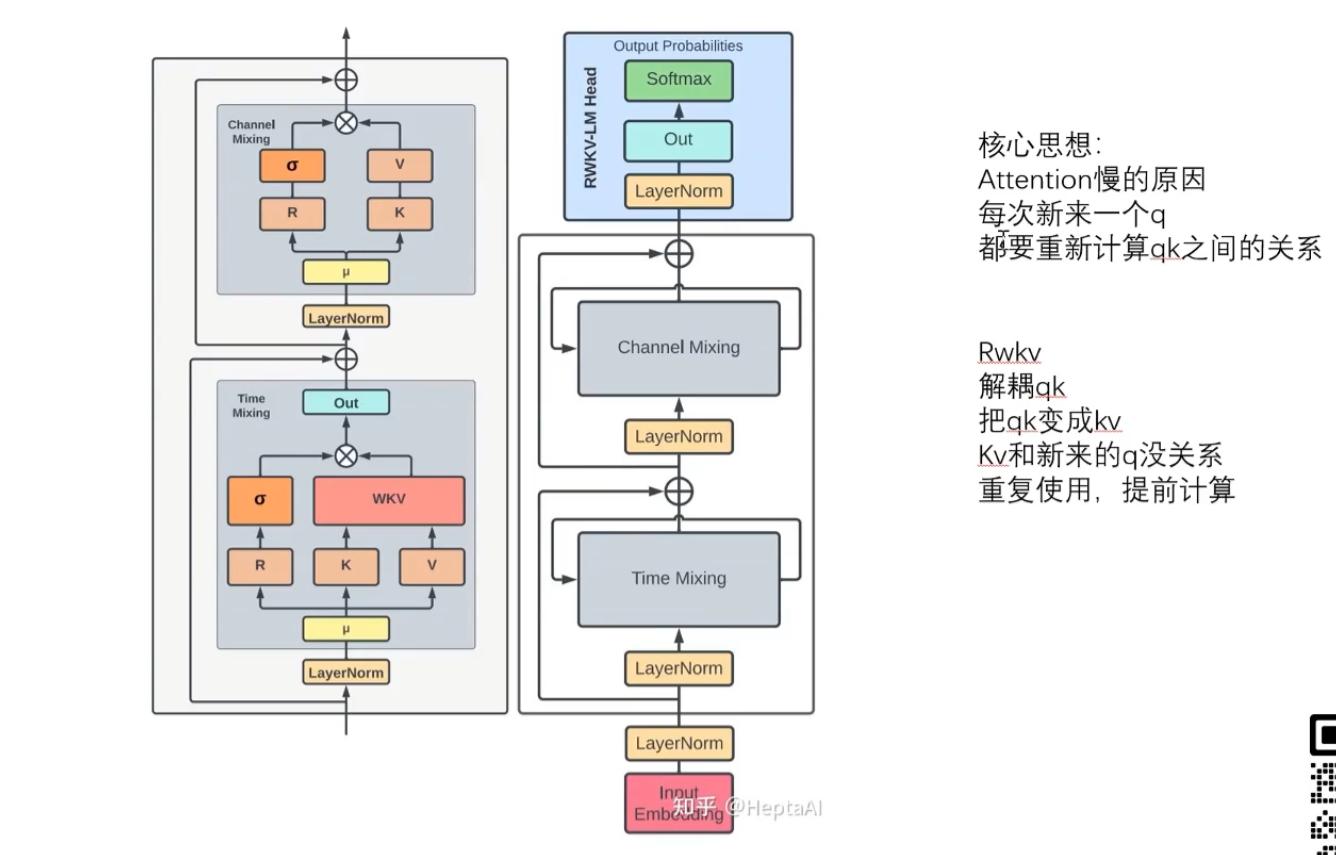 Channel
Mixing
σ
V
R
K
μ
LayerNorm
Time
Mixing
Out
σ
WKV
R
K
V
μ
LayerNorm
Output Probabilities
RWKV-LM Head
Softmax
Out
LayerNorm
Channel Mixing
LayerNorm
Time Mixing
LayerNorm
LayerNorm
Input
Embedding
知乎 @HeptaAI
核心思想：
Attention慢的原因
每次新来一个q
都要重新计算qk之间的关系
Rwkv
解耦qk
把qk变成kv
Kv和新来的q没关系
重复使用，提前计算